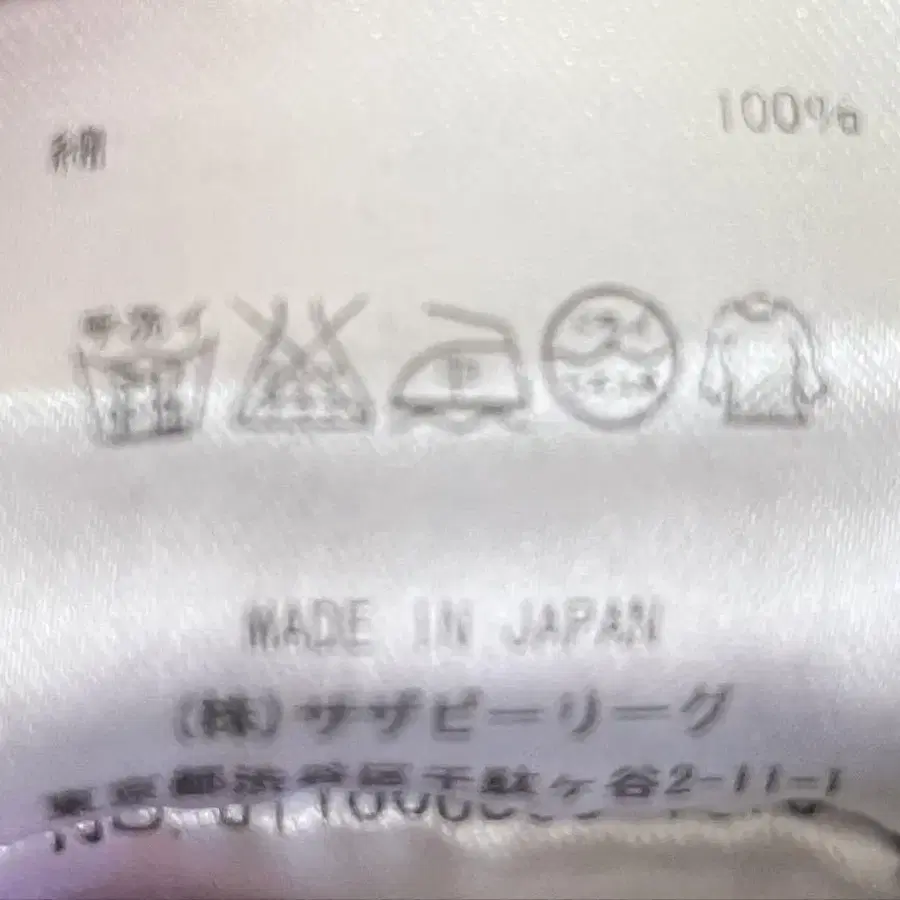 綿 100%
MADE IN JAPAN
(株)サザビーリーグ
東京都渋谷区千駄ヶ谷2-11-1